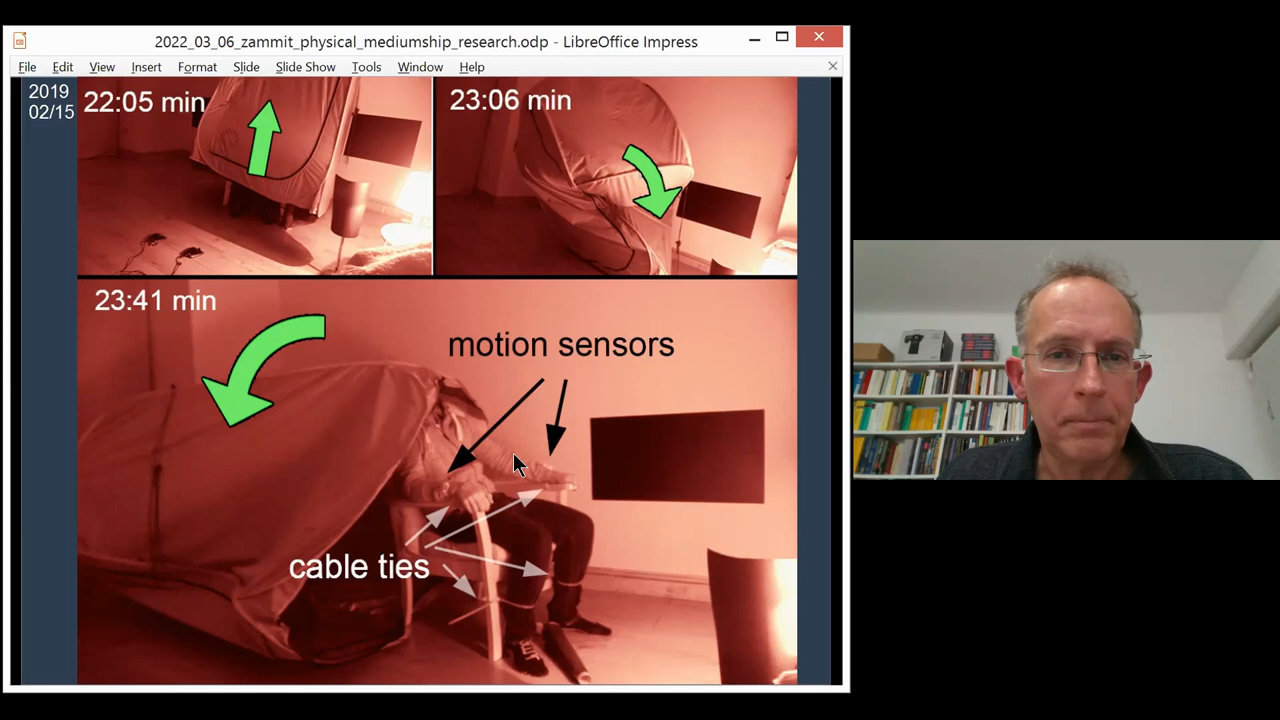 2022_03_06_zammit_physical_mediumship_research.odp - LibreOffice Impress
File Edit View Insert Format Slide Slide Show Tools Window Help
2019
02/15
22:05 min
23:06 min
23:41 min
motion sensors
cable ties